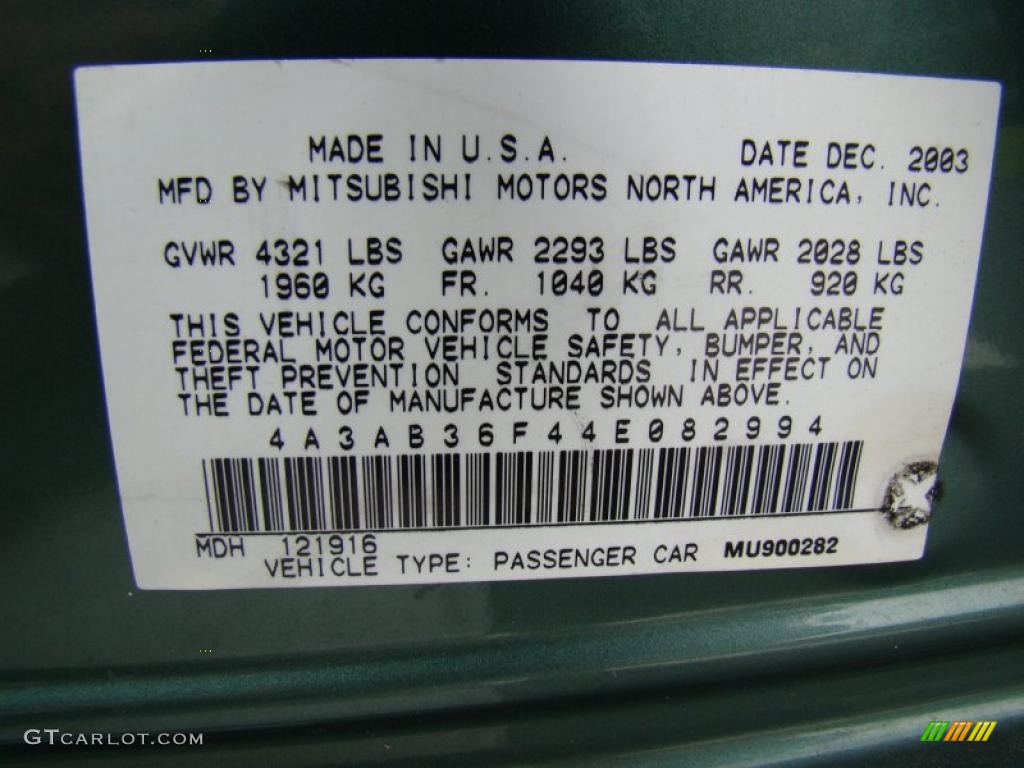 MADE IN U.S.A. DATE DEC. 2003
MFD BY MITSUBISHI MOTORS NORTH AMERICA, INC.
GVWR 4321 LBS GAWR 2293 LBS GAWR 2028 LBS
1960 KG FR. 1040 KG RR. 920 KG
THIS VEHICLE CONFORMS TO ALL APPLICABLE
FEDERAL MOTOR VEHICLE SAFETY, BUMPER, AND
THEFT PREVENTION STANDARDS IN EFFECT ON
THE DATE OF MANUFACTURE SHOWN ABOVE.
4A3AB36F44E082994
MDH 121916
VEHICLE TYPE: PASSENGER CAR MU900282
GTCARLOT.COM